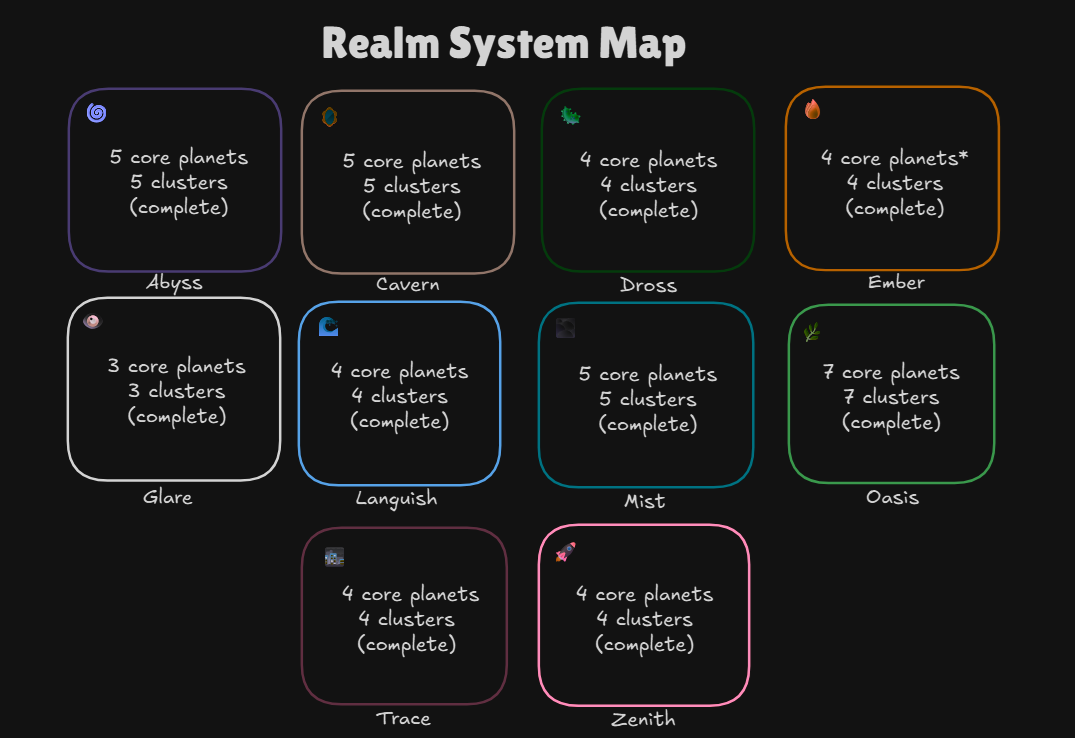 Realm System Map
5 core planets
5 clusters
(complete)
Abyss
5 core planets
5 clusters
(complete)
Cavern
4 core planets
4 clusters
(complete)
Dross
4 core planets*
4 clusters
(complete)
Ember
3 core planets
3 clusters
(complete)
Glare
4 core planets
4 clusters
(complete)
Languish
5 core planets
5 clusters
(complete)
Mist
7 core planets
7 clusters
(complete)
Oasis
4 core planets
4 clusters
(complete)
Trace
4 core planets
4 clusters
(complete)
Zenith